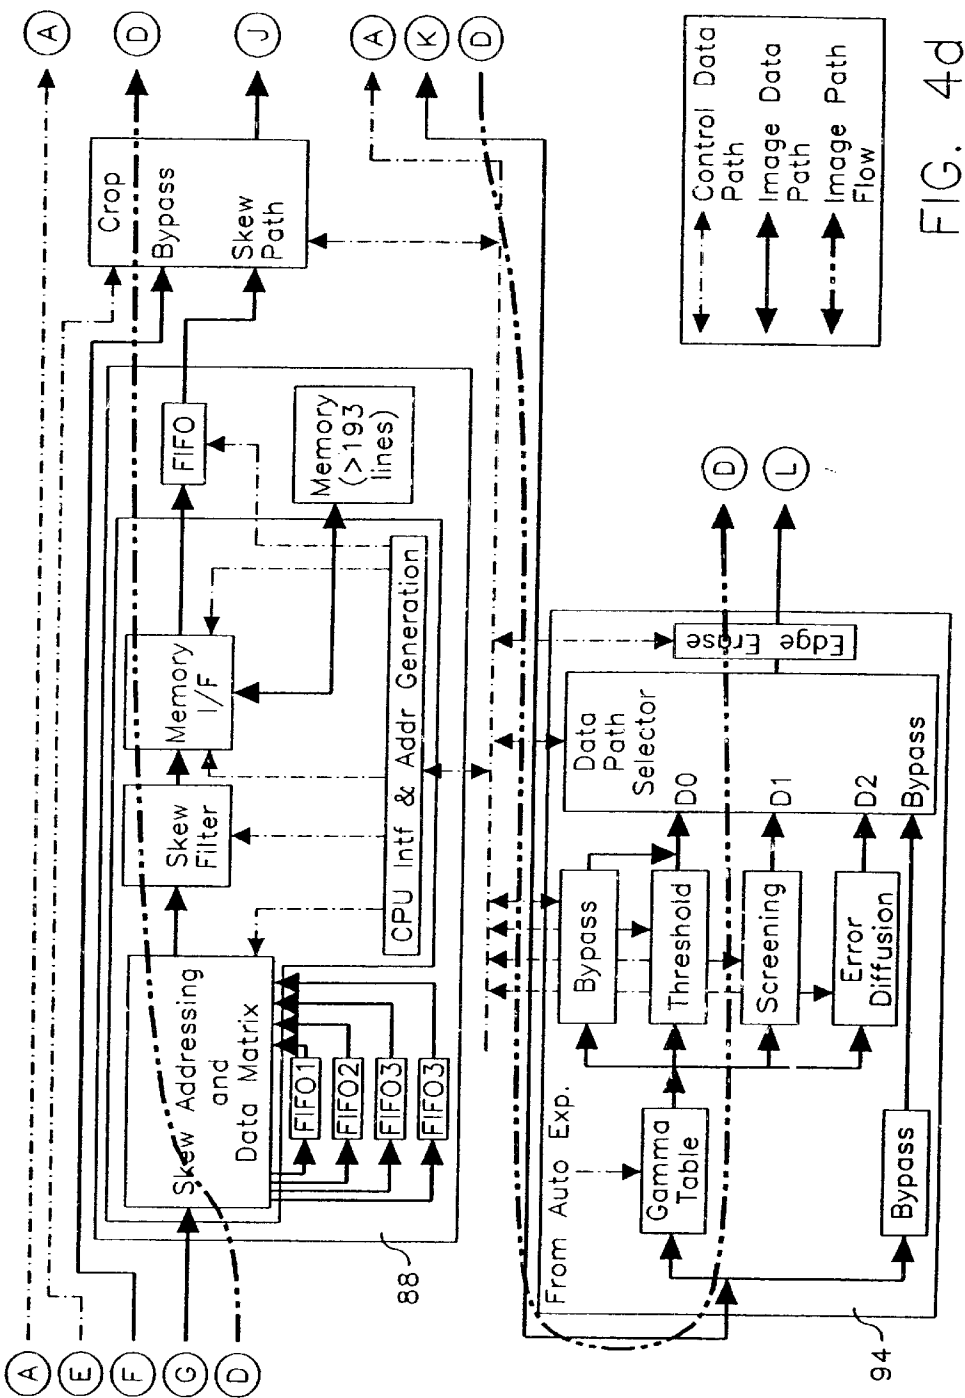 A
E
F
G
D
A
D
J
Crop
Bypass
Skew
Path
Skew Addressing
and
Data Matrix
Skew
Filter
Memory
I/F
FIFO
Memory
(>193
lines)
FIFO1
FIFO2
FIFO3
FIFO3
CPU Intf & Addr Generation
88
A
K
D
From Auto Exp.
Gamma
Table
Bypass
Bypass
Threshold
Screening
Error
Diffusion
Data
Path
Selector
D0
D1
D2
Bypass
Edge Erase
D
L
94
Control Data
Path
Image Data
Path
Image Path
Flow
FIG. 4d